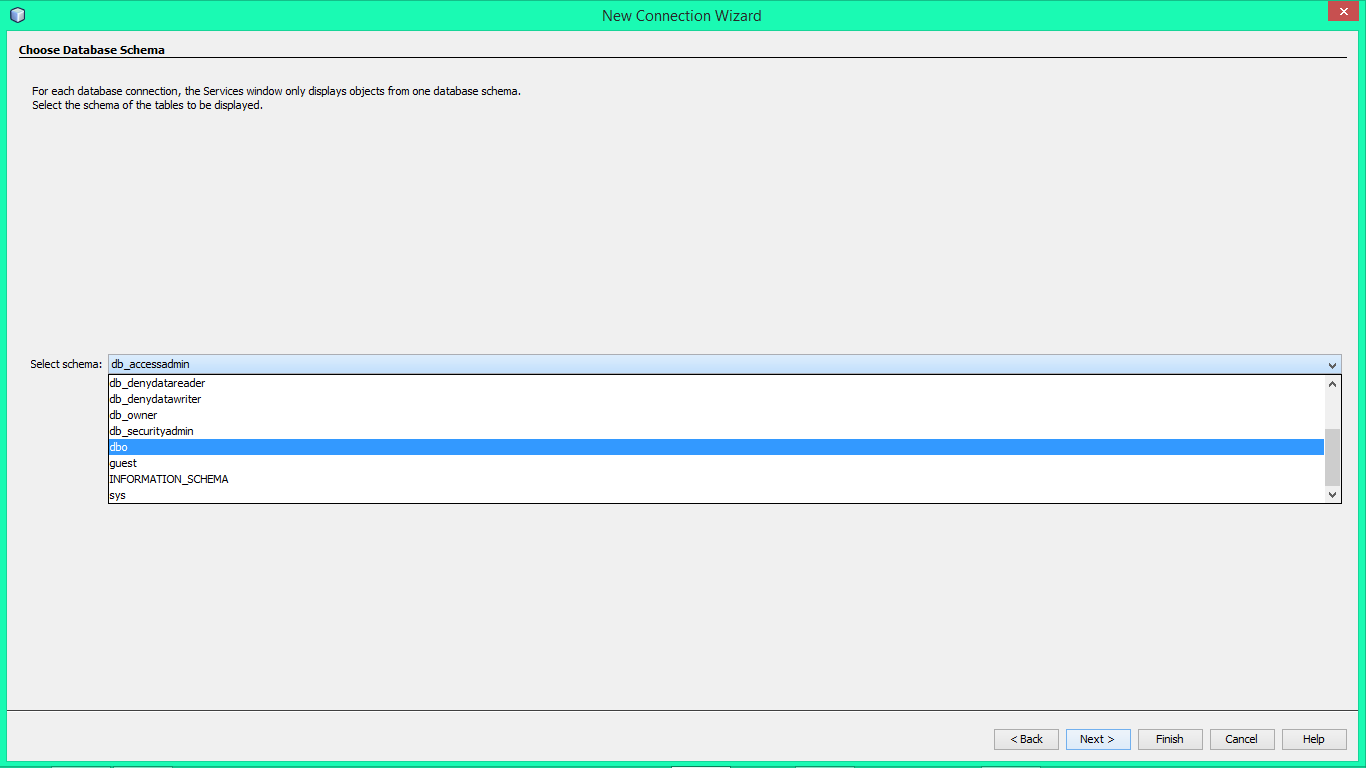 New Connection Wizard
Choose Database Schema
For each database connection, the Services window only displays objects from one database schema.
Select the schema of the tables to be displayed.
Select schema: db_accessadmin
db_denydatareader
db_denydatawriter
db_owner
db_securityadmin
dbo
guest
INFORMATION_SCHEMA
sys
< Back Next > Finish Cancel Help